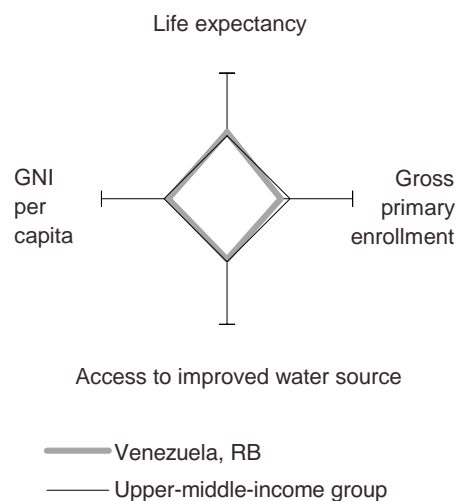 Life expectancy
GNI
per
capita
Gross
primary
enrollment
Access to improved water source
Venezuela, RB
Upper-middle-income group